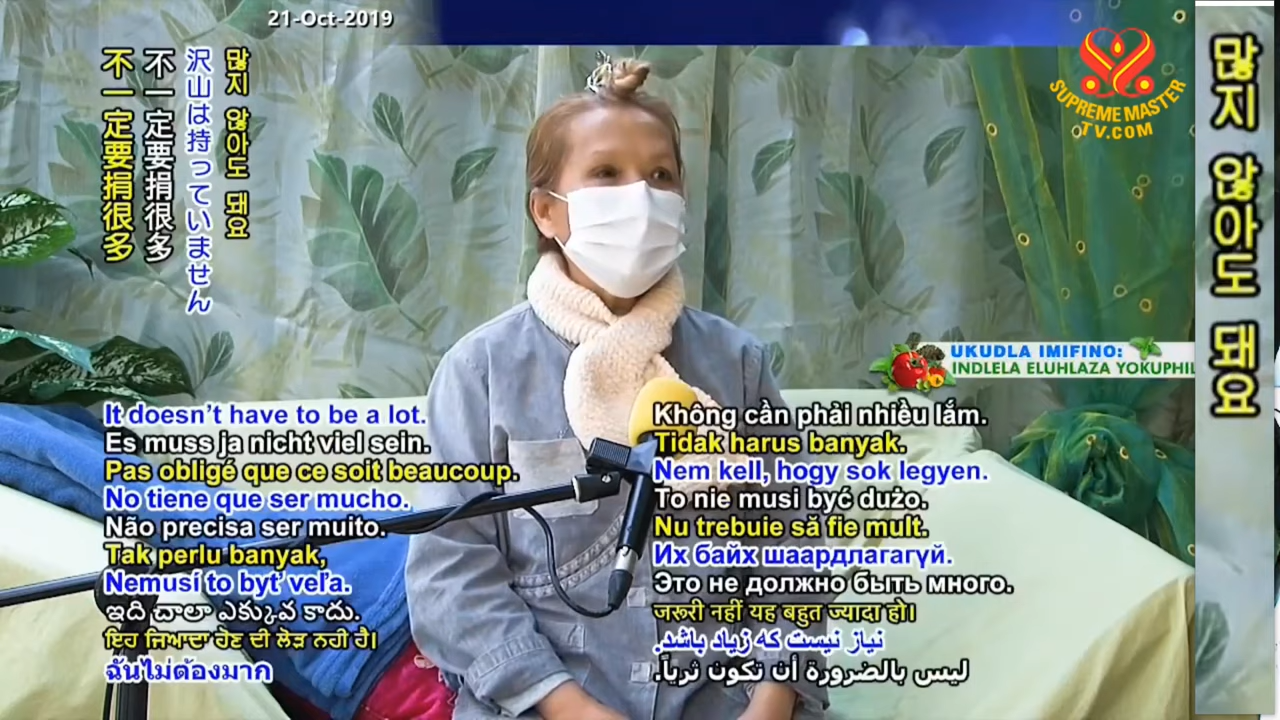 21-Oct-2019
SUPREME MASTER
TV.COM
많지 않아도 돼요
沢山は持っていません
不一定要捐很多
不一定要捐很多
많지 않아도 돼요
UKUDLA IMIFINO:
INDLELA ELUHLAZA YOKUPHIL
It doesn't have to be a lot.
Es muss ja nicht viel sein.
Pas obligé que ce soit beaucoup.
No tiene que ser mucho.
Não precisa ser muito.
Tak perlu banyak,
Nemusí to byť veľa.
ఇది చాలా ఎక్కువ కాదు.
ਇਹ ਜਿਆਦਾ ਹੋਣ ਦੀ ਲੋੜ ਨਹੀ ਹੈ।
ฉันไม่ต้องมาก
Không cần phải nhiều lắm.
Tidak harus banyak.
Nem kell, hogy sok legyen.
To nie musi być dużo.
Nu trebuie să fie mult.
Их байх шаардлагагүй.
Это не должно быть много.
जरूरी नहीं यह बहुत ज्यादा हो।
نیاز نیست که زیاد باشد.
ليس بالضرورة أن تكون ثرياً.